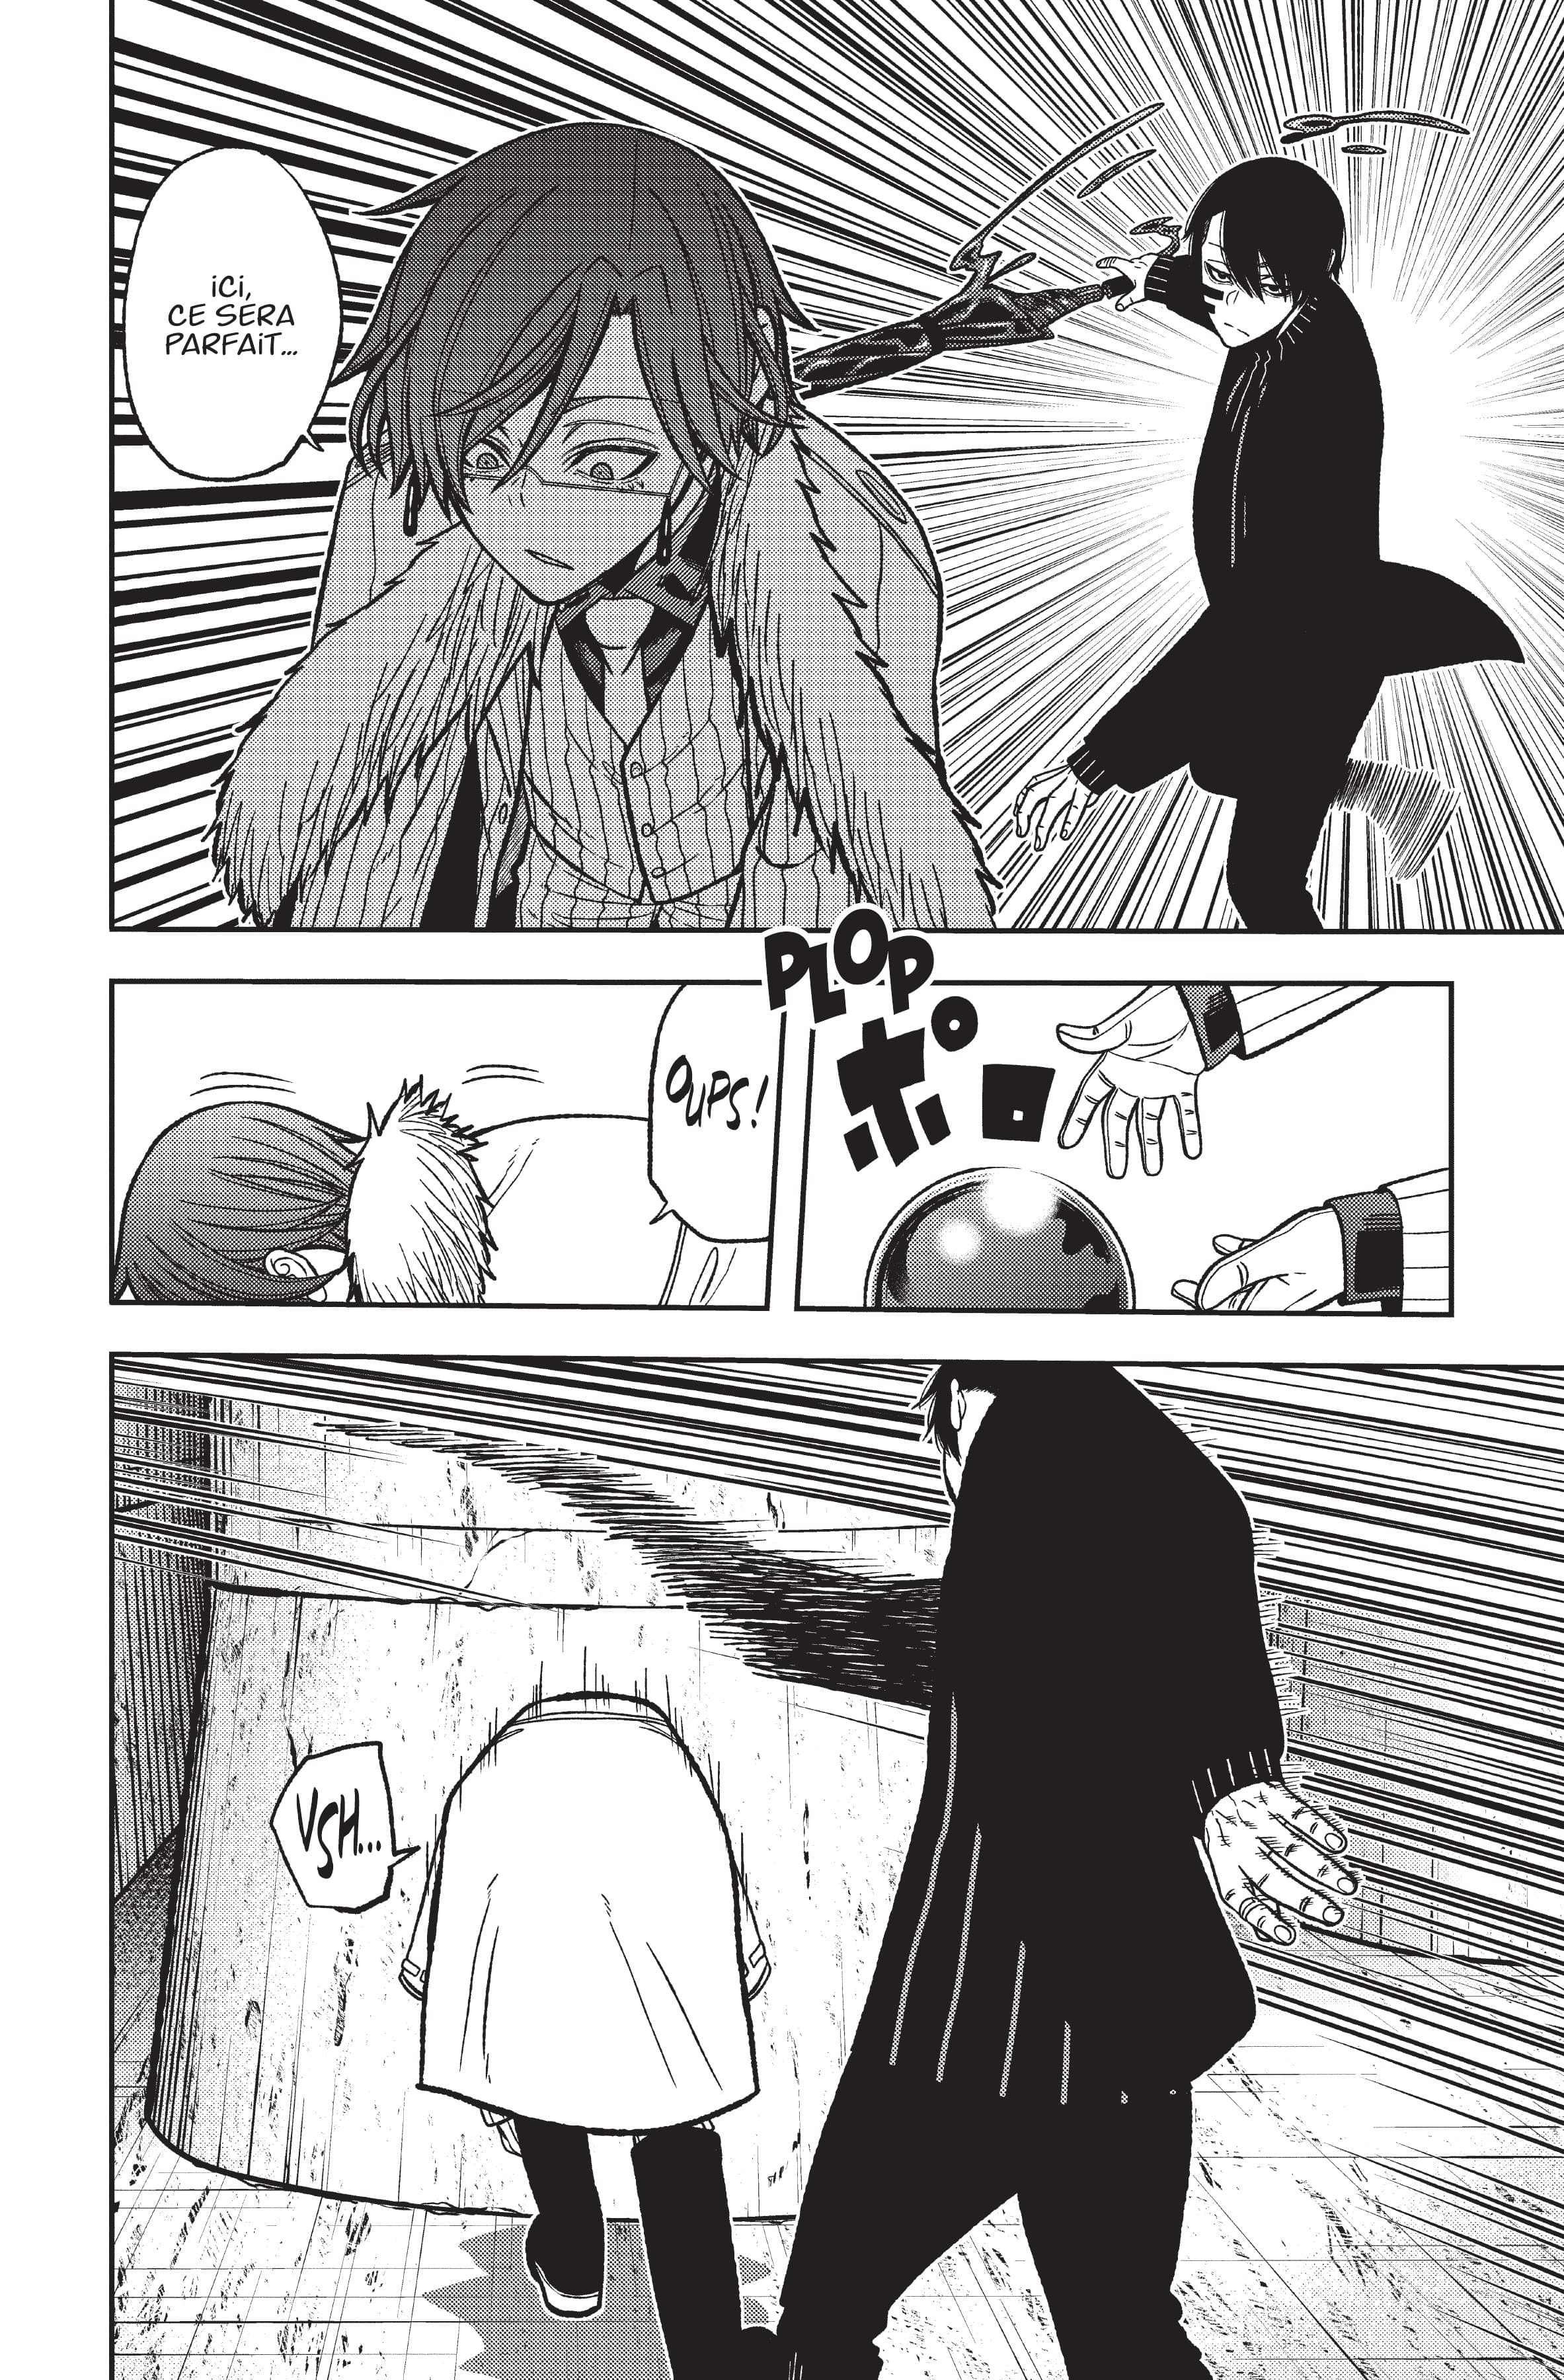 iCi,
CE SERA
PARFAiT...
PLOP
ポロ
OUPS!
VSH...